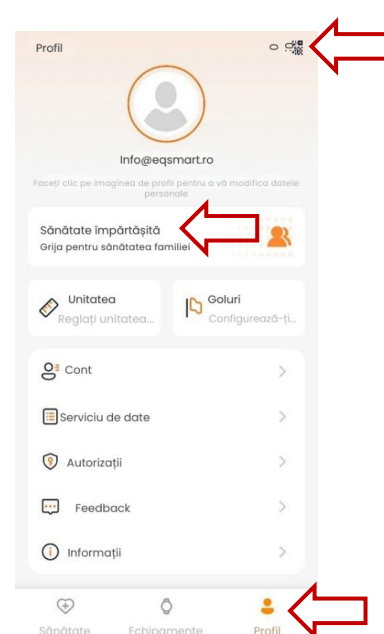 Profil
Info@eqsmart.ro
Faceți clic pe imaginea de profil pentru a vă modifica datele
personale
Sănătate împărtășită
Grija pentru sănătatea familiei
Unitatea
Reglați unitatea...
Goluri
Configurează-ți...
Cont
Serviciu de date
Autorizații
Feedback
Informații
Sănătate
Echipamente
Profil